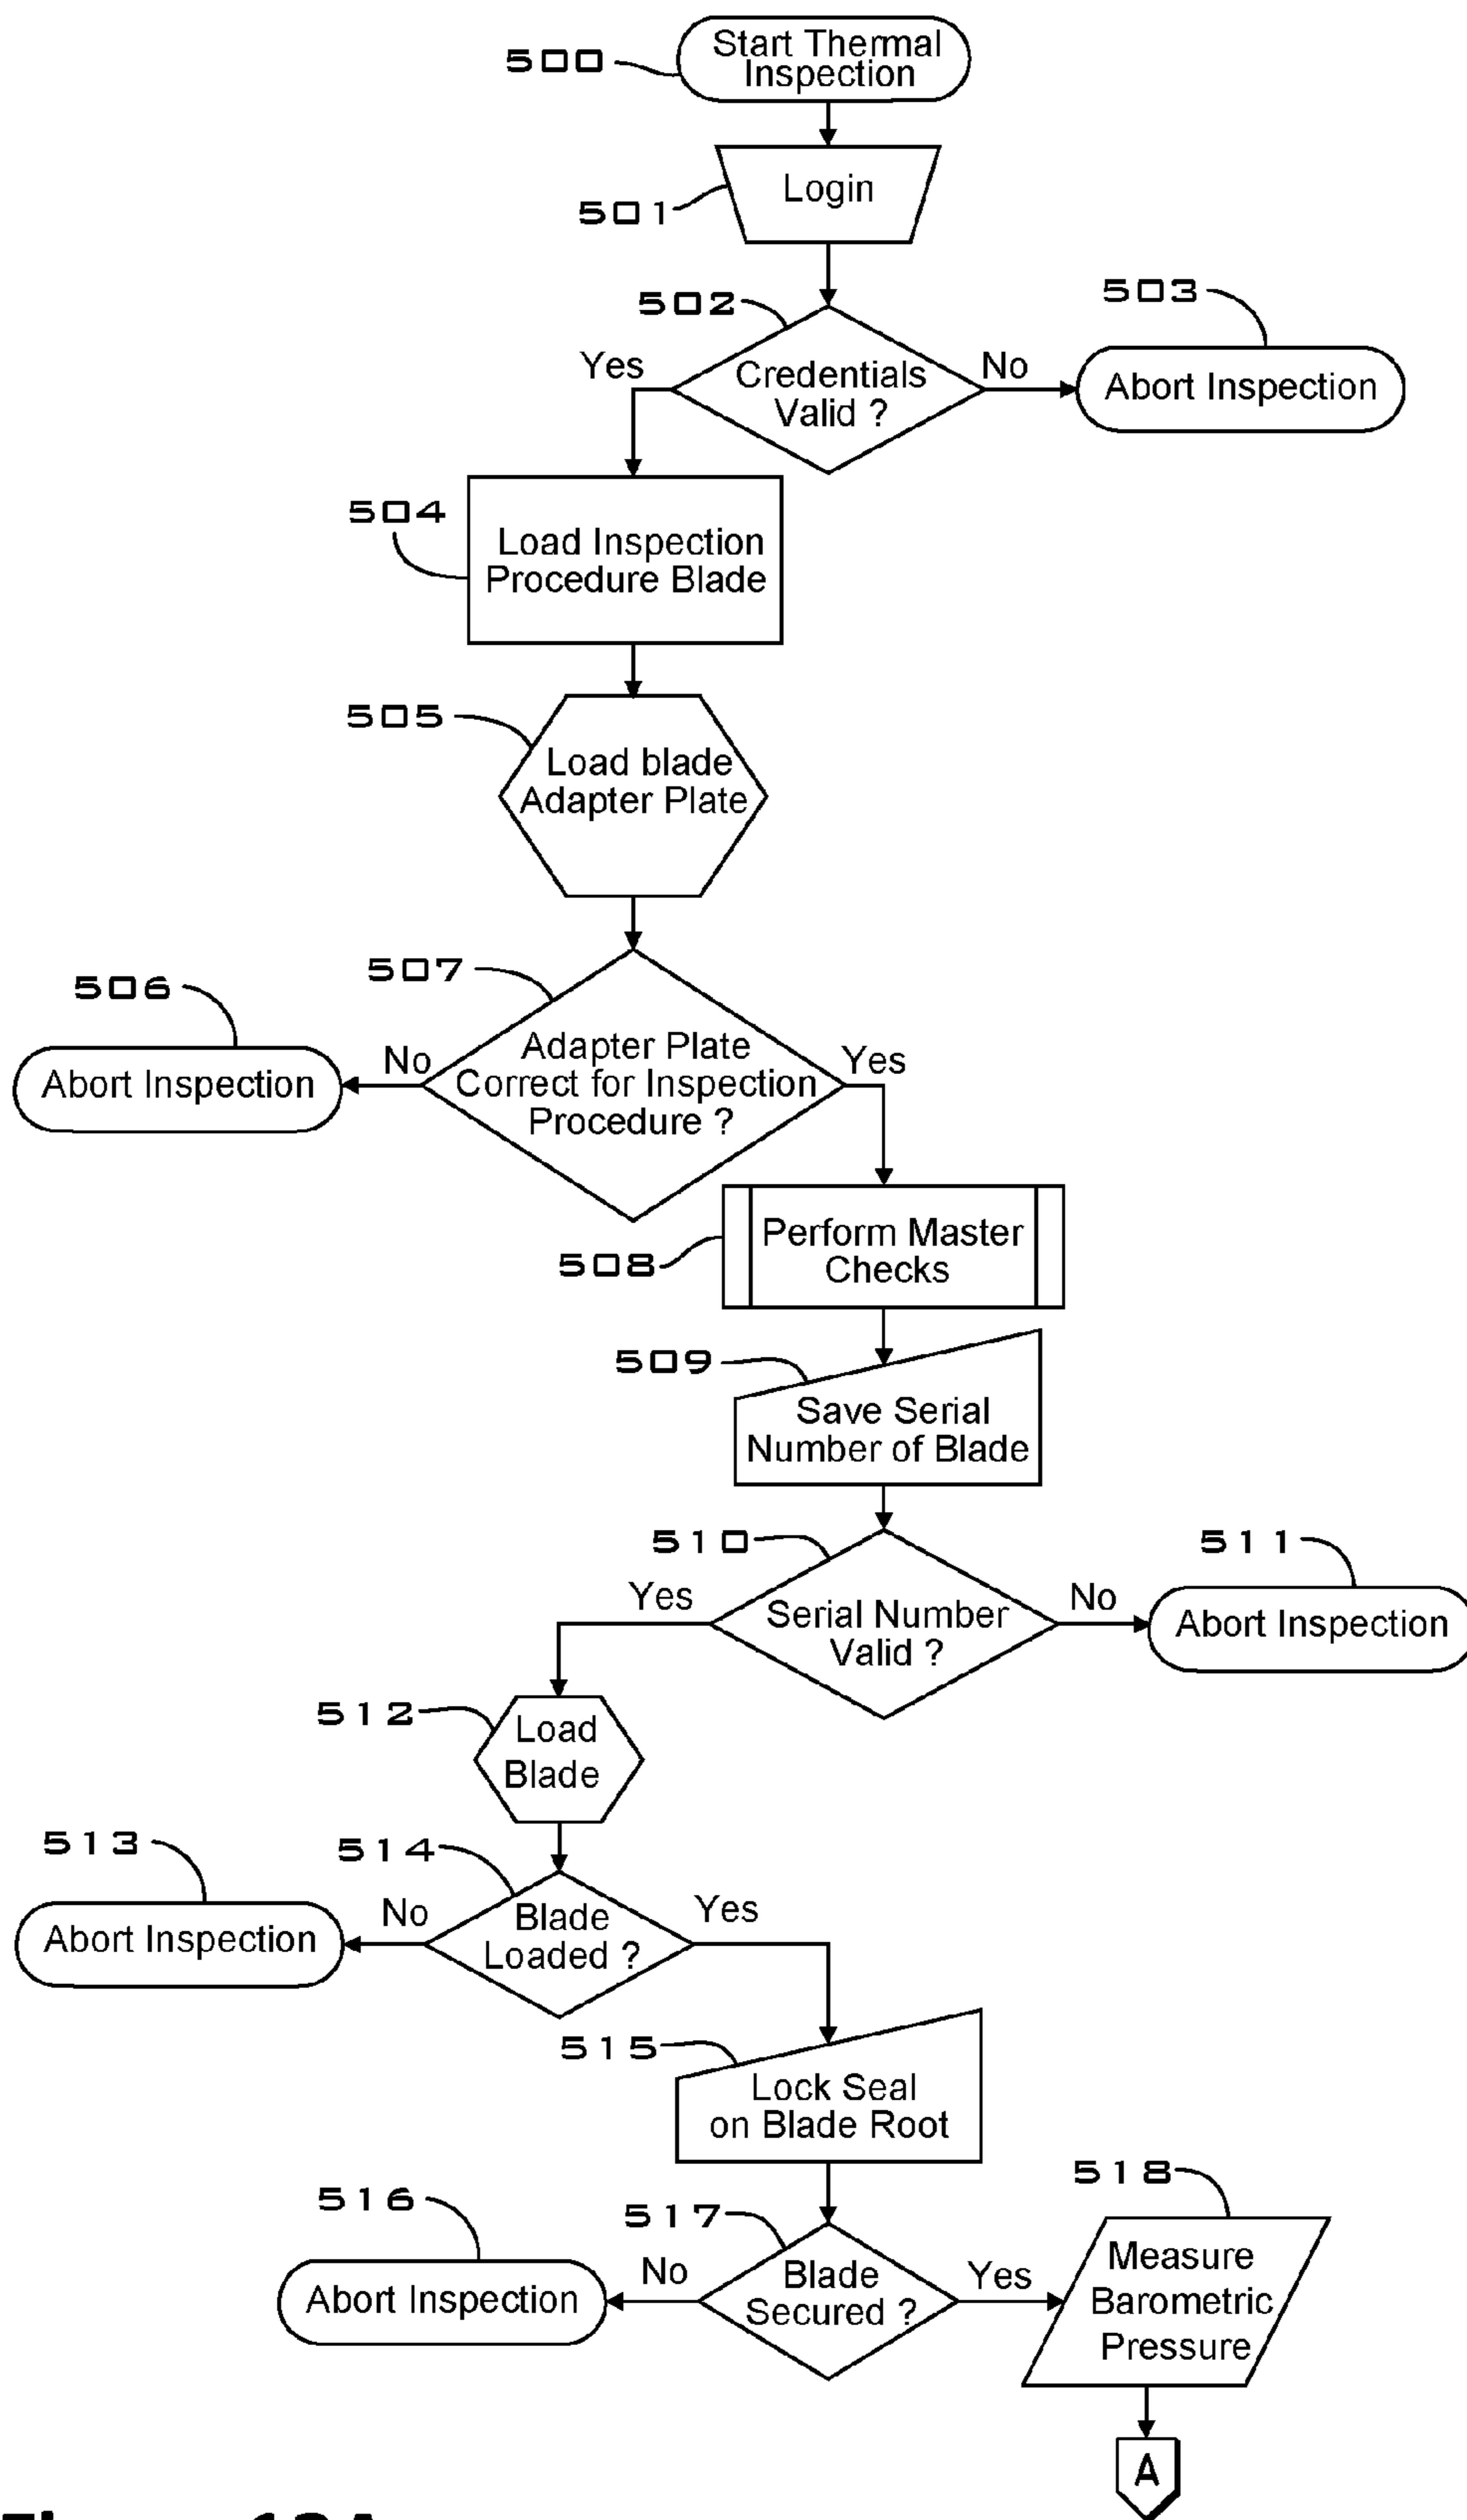 500
Start Thermal
Inspection
501
Login
502
503
Yes
Credentials
Valid ?
No
Abort Inspection
504
Load Inspection
Procedure Blade
505
Load blade
Adapter Plate
506
507
Abort Inspection
No
Adapter Plate
Correct for Inspection
Procedure ?
Yes
508
Perform Master
Checks
509
Save Serial
Number of Blade
510
511
Yes
Serial Number
Valid ?
No
Abort Inspection
512
Load
Blade
513
514
Abort Inspection
No
Blade
Loaded ?
Yes
515
Lock Seal
on Blade Root
516
517
518
Abort Inspection
No
Blade
Secured ?
Yes
Measure
Barometric
Pressure
A